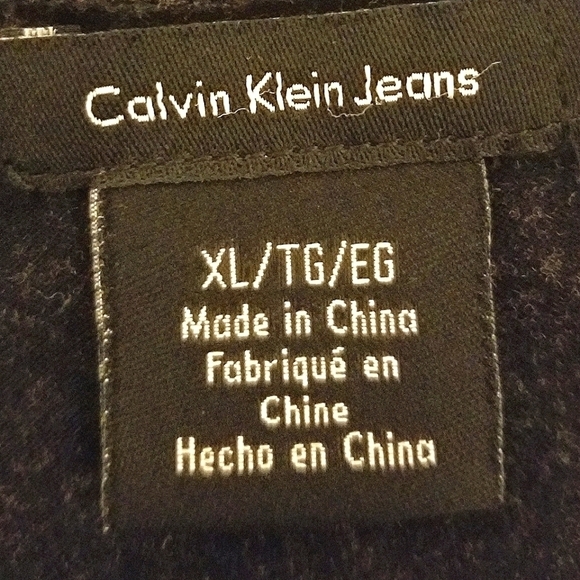 Calvin Klein Jeans
XL/TG/EG
Made in China
Fabriqué en
Chine
Hecho en China